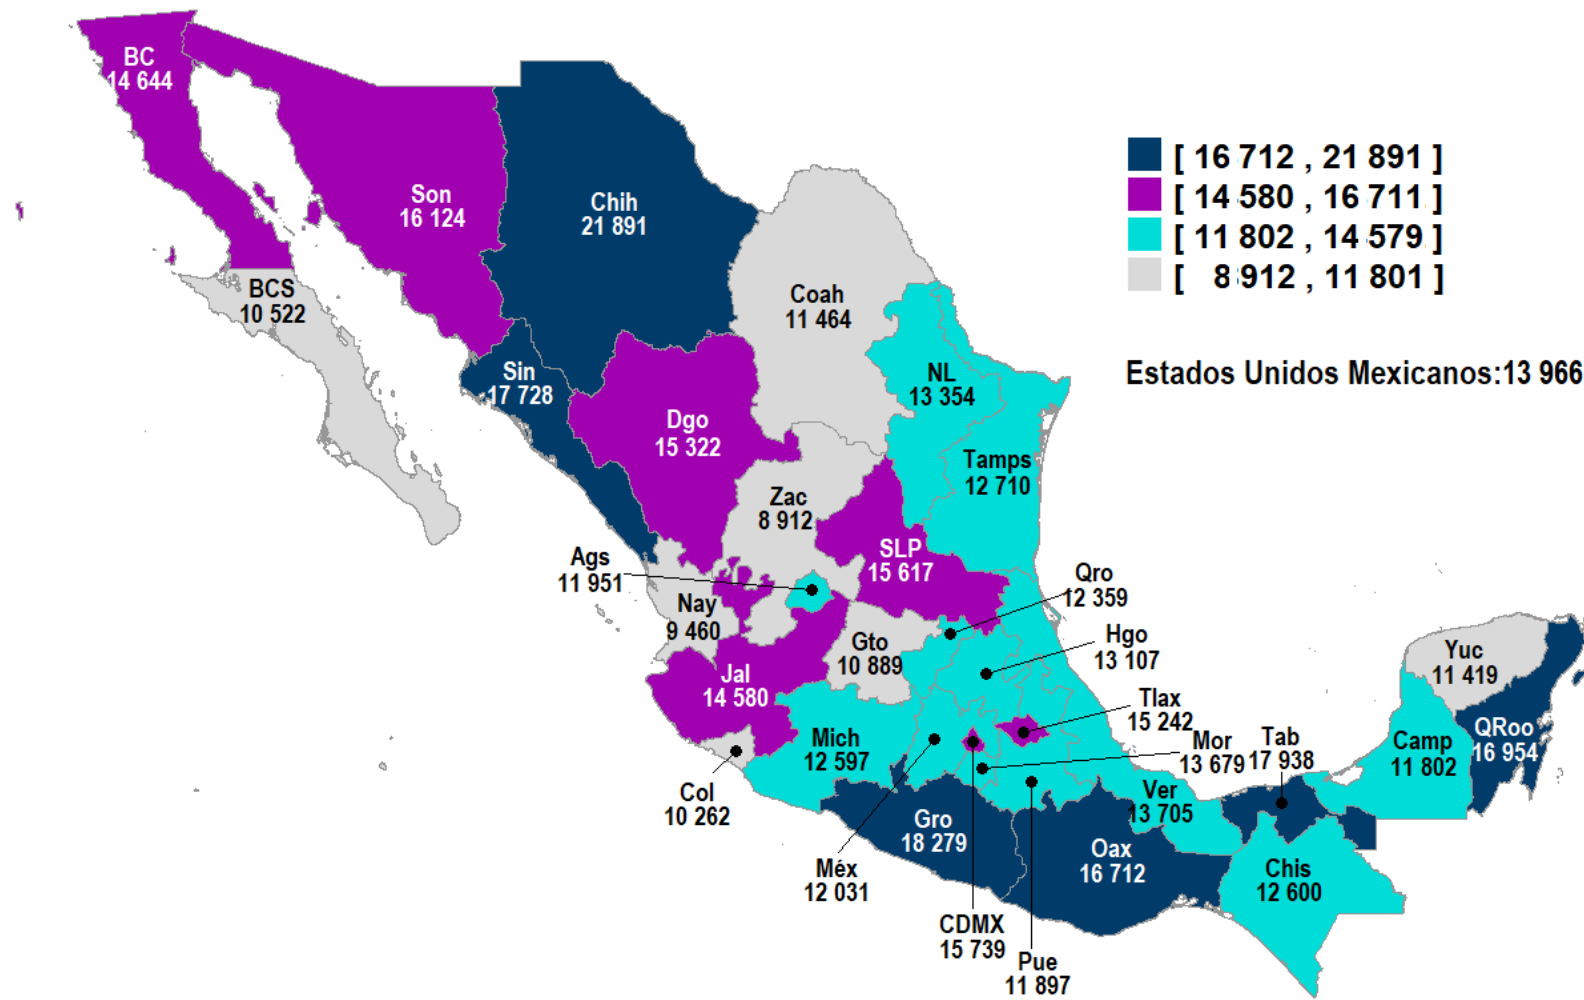 BC
14 644
Son
16 124
Chih
21 891
[ 16 712 , 21 891 ]
[ 14 580 , 16 711 ]
[ 11 802 , 14 579 ]
[ 8 912 , 11 801 ]
Estados Unidos Mexicanos:13 966
BCS
10 522
Coah
11 464
Sin
17 728
NL
13 354
Dgo
15 322
Tamps
12 710
Zac
8 912
SLP
15 617
Ags
11 951
Qro
12 359
Nay
9 460
Gto
10 889
Hgo
13 107
Yuc
11 419
Jal
14 580
Tlax
15 242
QRoo
16 954
Mich
12 597
Mor
13 679
Tab
17 938
Camp
11 802
Col
10 262
Ver
13 705
Gro
18 279
Oax
16 712
Méx
12 031
Chis
12 600
CDMX
15 739
Pue
11 897